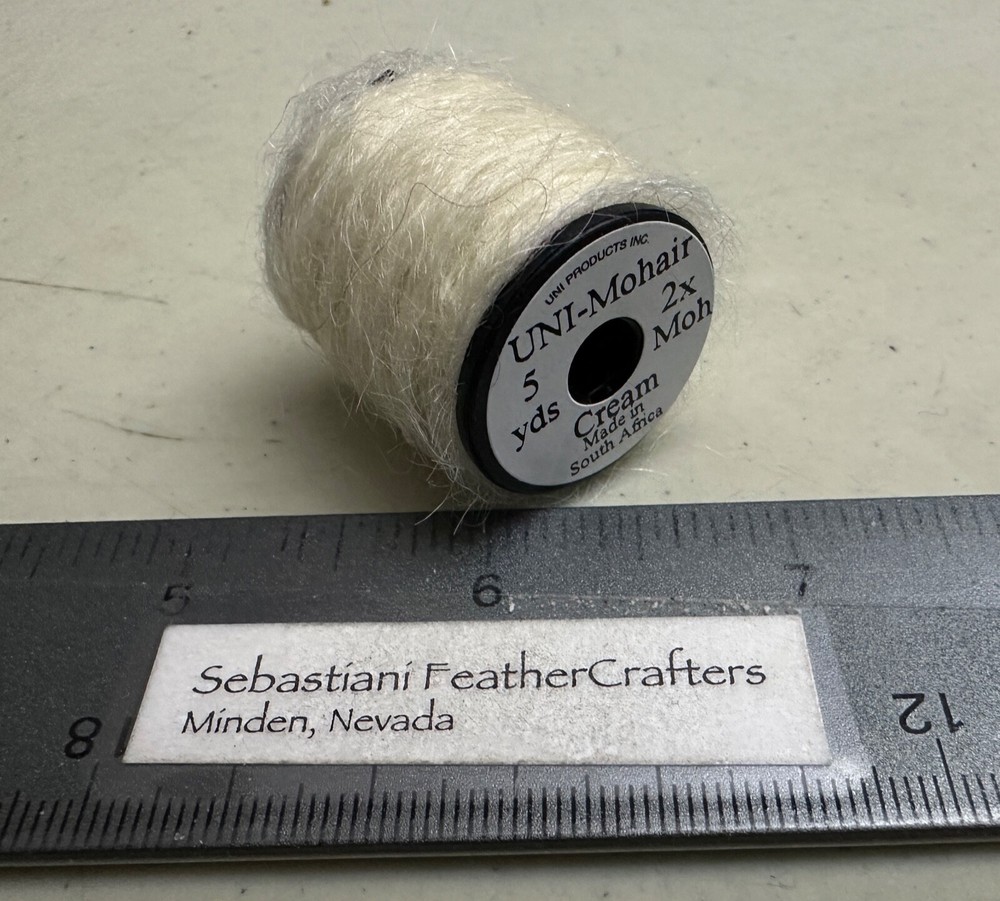 UNI PRODUCTS INC.
UNI-Mohair
2x
Moh
5
yds
Cream
Made in
South Africa
5 6 7
Sebastiani FeatherCrafters
Minden, Nevada
8 12